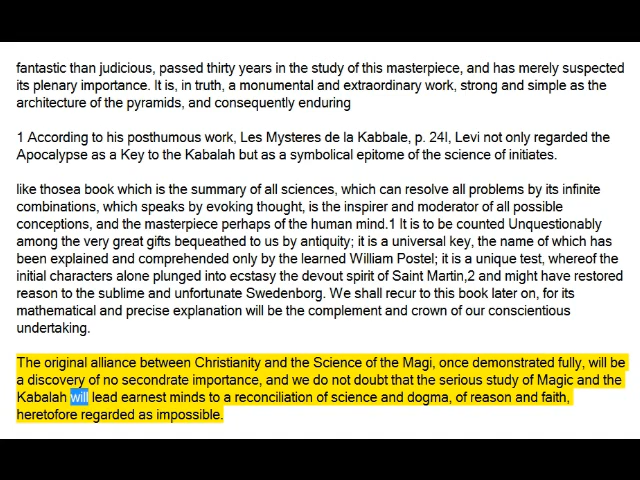 fantastic than judicious, passed thirty years in the study of this masterpiece, and has merely suspected
its plenary importance. It is, in truth, a monumental and extraordinary work, strong and simple as the
architecture of the pyramids, and consequently enduring
1 According to his posthumous work, Les Mysteres de la Kabbale, p. 24l, Levi not only regarded the
Apocalypse as a Key to the Kabalah but as a symbolical epitome of the science of initiates.
like thosea book which is the summary of all sciences, which can resolve all problems by its infinite
combinations, which speaks by evoking thought, is the inspirer and moderator of all possible
conceptions, and the masterpiece perhaps of the human mind.1 It is to be counted Unquestionably
among the very great gifts bequeathed to us by antiquity; it is a universal key, the name of which has
been explained and comprehended only by the learned William Postel; it is a unique test, whereof the
initial characters alone plunged into ecstasy the devout spirit of Saint Martin,2 and might have restored
reason to the sublime and unfortunate Swedenborg. We shall recur to this book later on, for its
mathematical and precise explanation will be the complement and crown of our conscientious
undertaking.
The original alliance between Christianity and the Science of the Magi, once demonstrated fully, will be
a discovery of no secondrate importance, and we do not doubt that the serious study of Magic and the
Kabalah will lead earnest minds to a reconciliation of science and dogma, of reason and faith,
heretofore regarded as impossible.